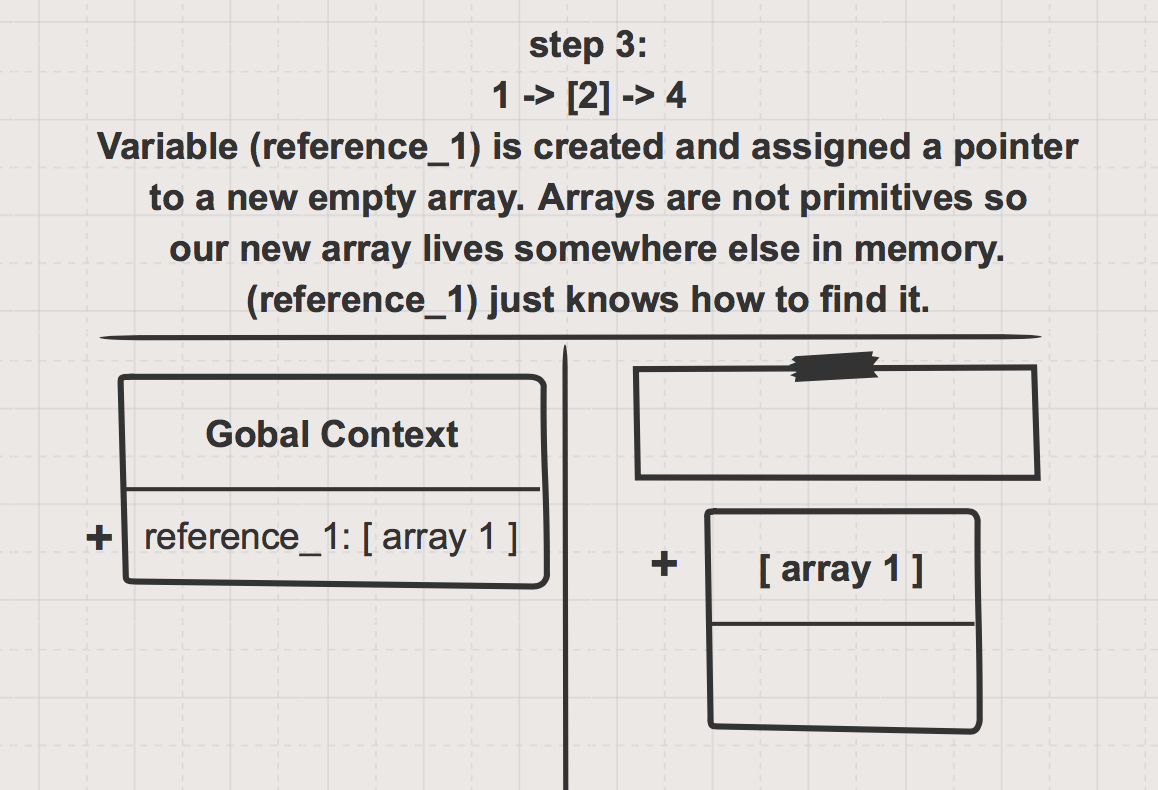 step 3:
1 -> [2] -> 4
Variable (reference_1) is created and assigned a pointer
to a new empty array. Arrays are not primitives so
our new array lives somewhere else in memory.
(reference_1) just knows how to find it.
Gobal Context
+ reference_1: [ array 1 ]
+ [ array 1 ]